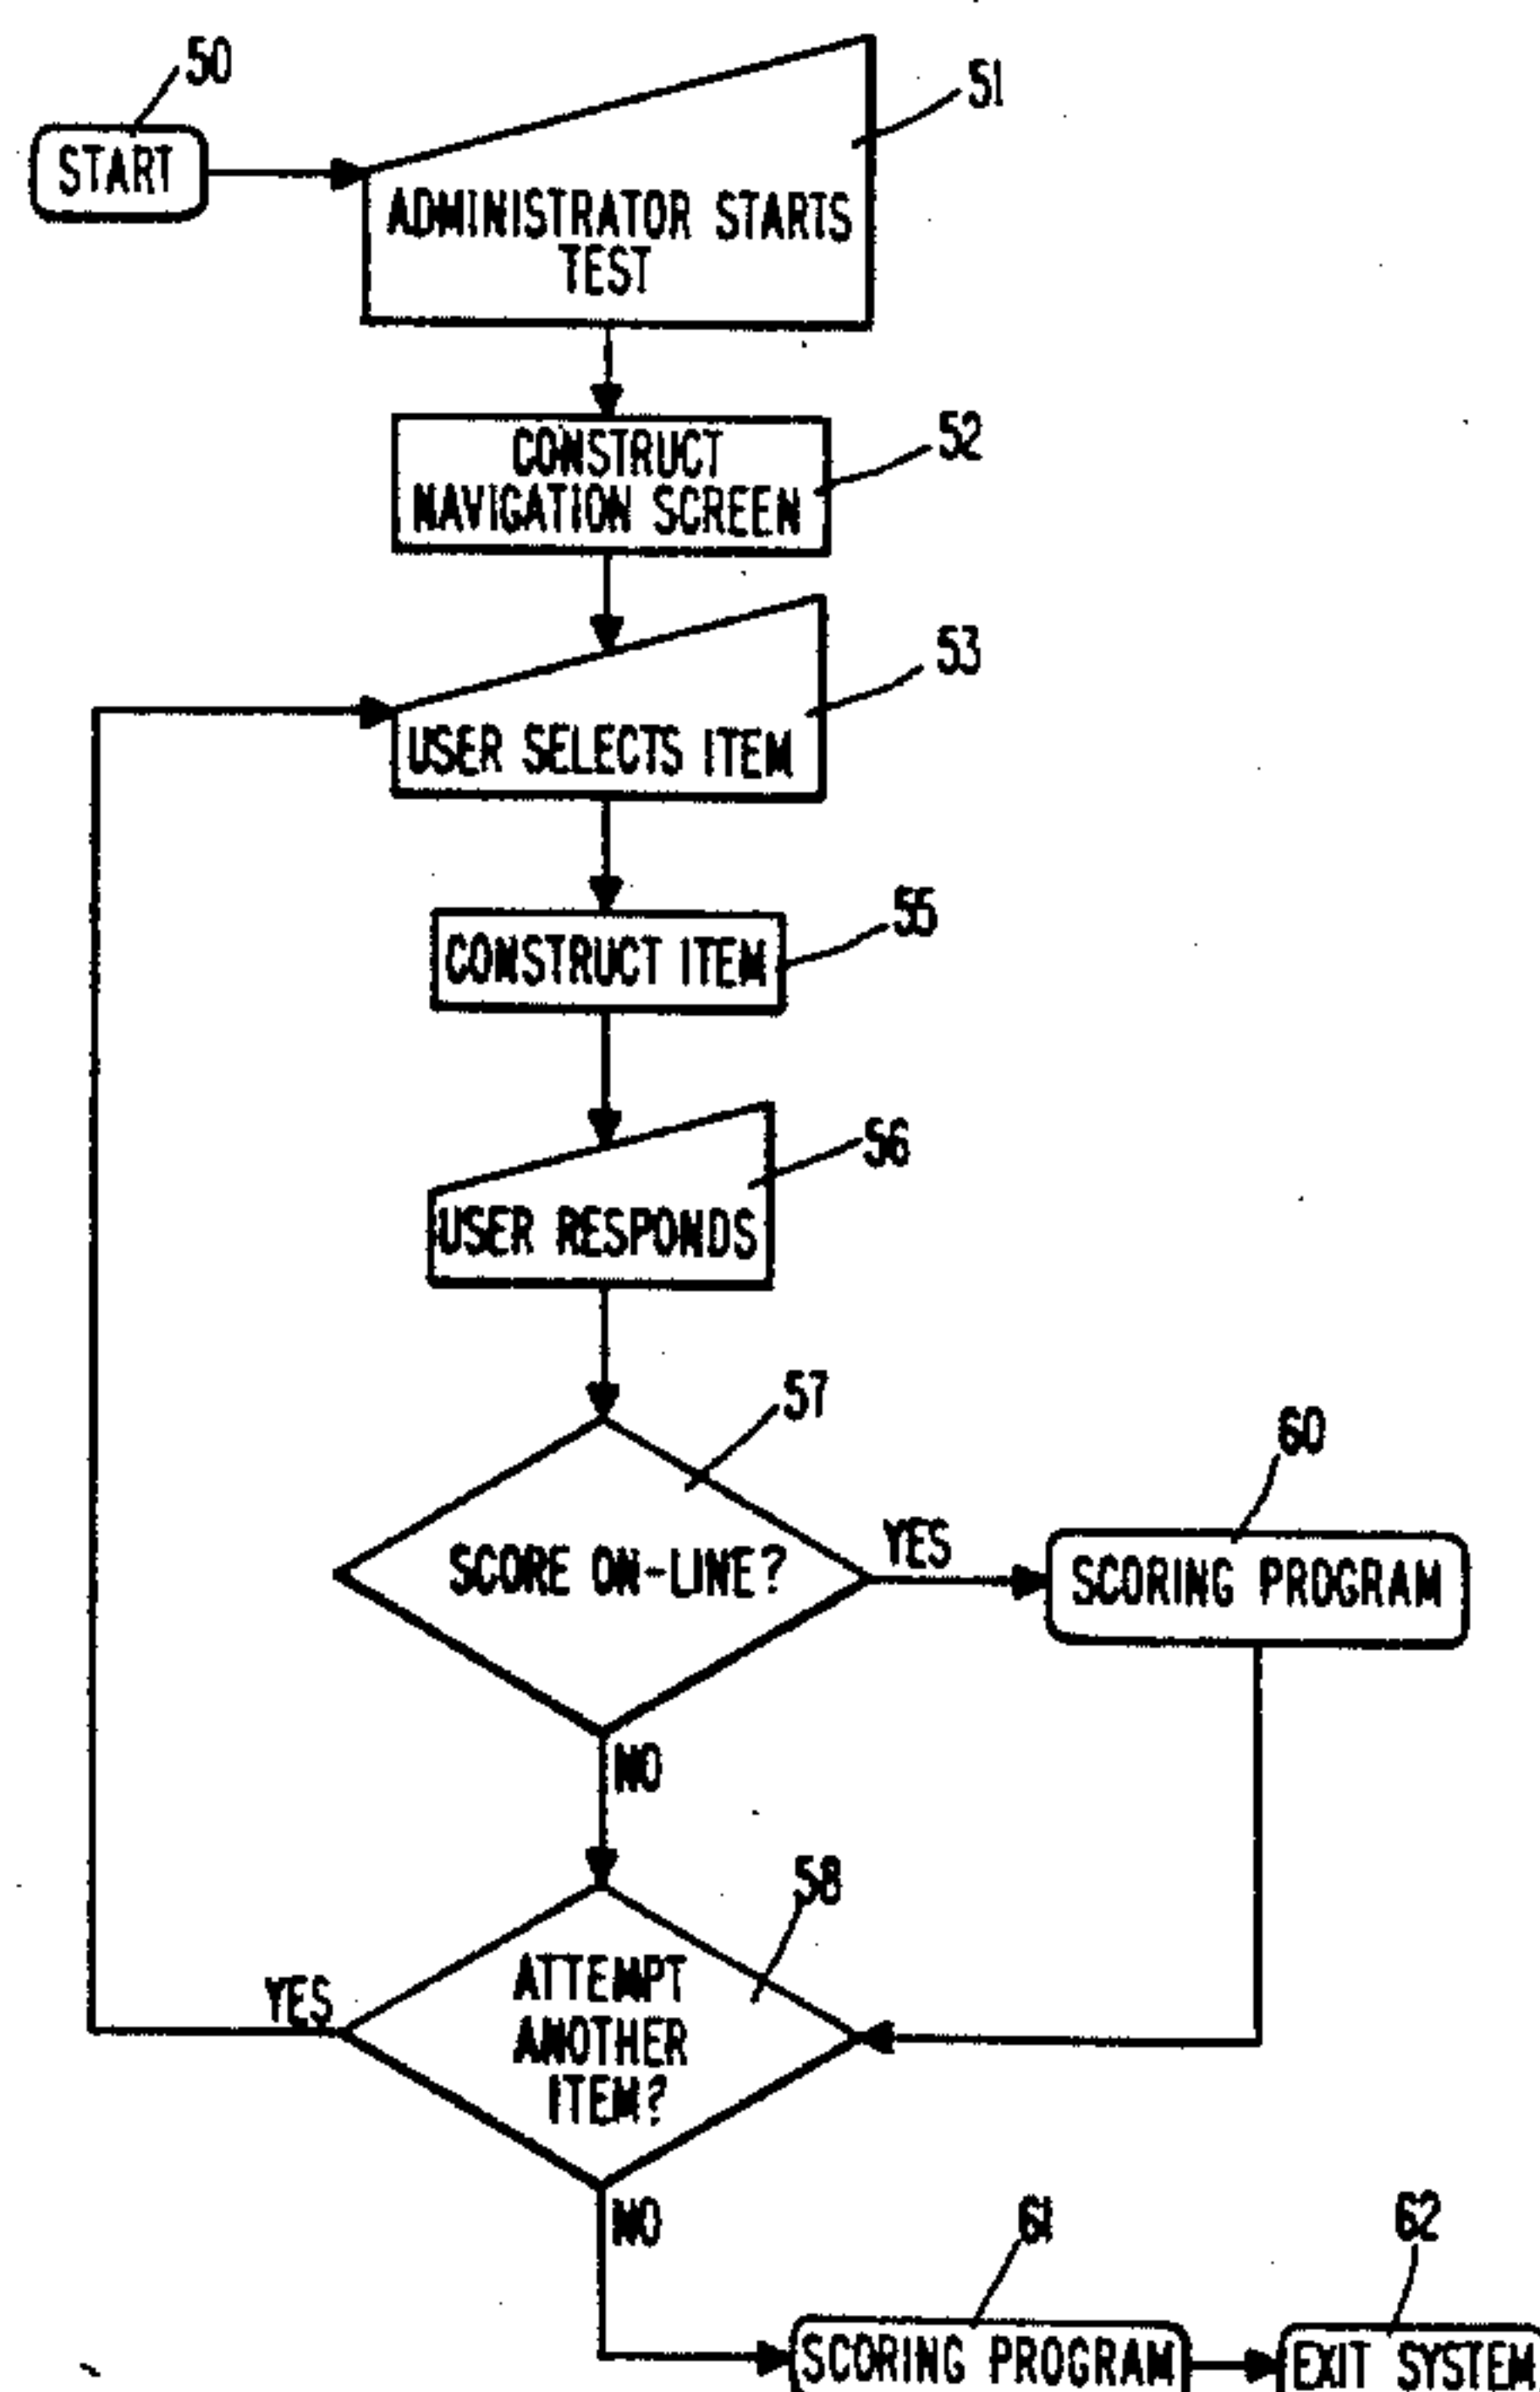 50
START
51
ADMINISTRATOR STARTS
TEST
52
CONSTRUCT
NAVIGATION SCREEN
53
USER SELECTS ITEM
55
CONSTRUCT ITEM
56
USER RESPONDS
57
SCORE ON-LINE?
YES
60
SCORING PROGRAM
NO
58
ATTEMPT
ANOTHER
ITEM?
YES
NO
61
SCORING PROGRAM
62
EXIT SYSTEM